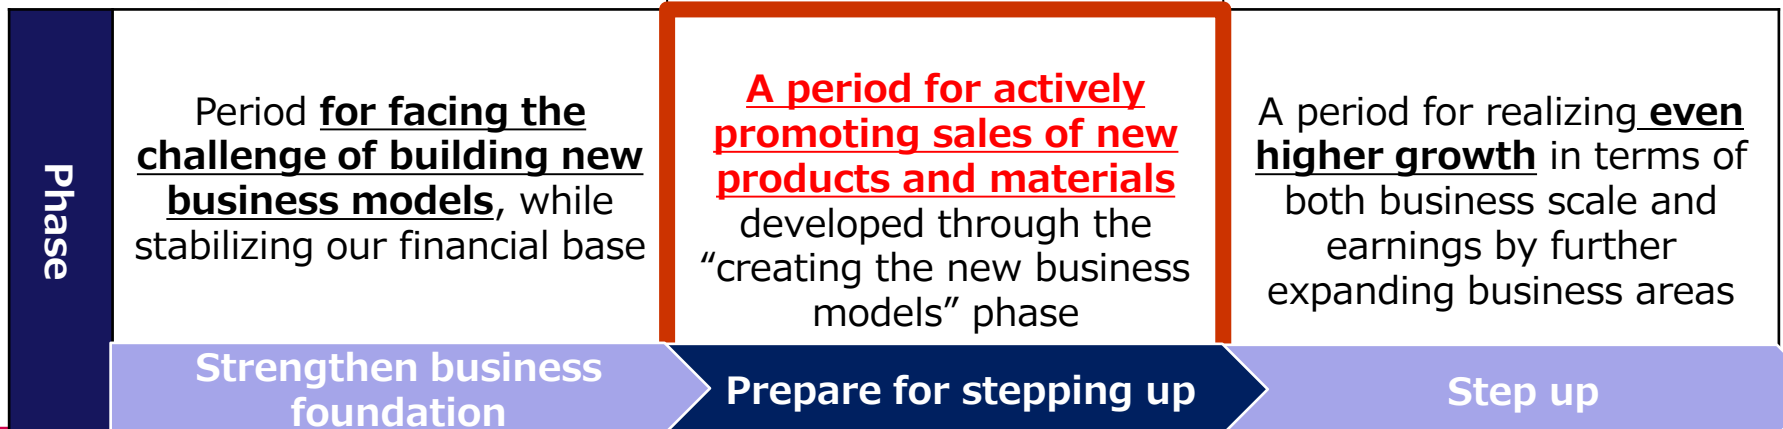 Phase
Period for facing the
challenge of building new
business models, while
stabilizing our financial base
A period for actively
promoting sales of new
products and materials
developed through the
“creating the new business
models” phase
A period for realizing even
higher growth in terms of
both business scale and
earnings by further
expanding business areas
Strengthen business
foundation
Prepare for stepping up
Step up